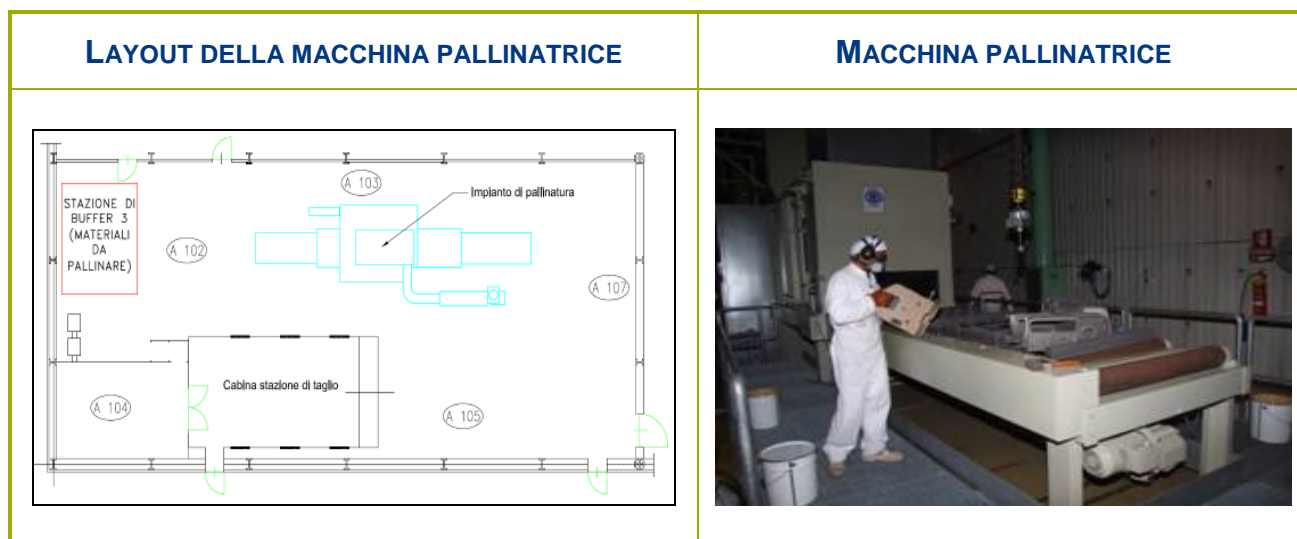 LAYOUT DELLA MACCHINA PALLINATRICE
MACCHINA PALLINATRICE
STAZIONE DI
BUFFER 3
(MATERIALI
DA
PALLINARE)
A 102
A 103
Impianto di pallinatura
A 107
A 104
Cabina stazione di taglio
A 105